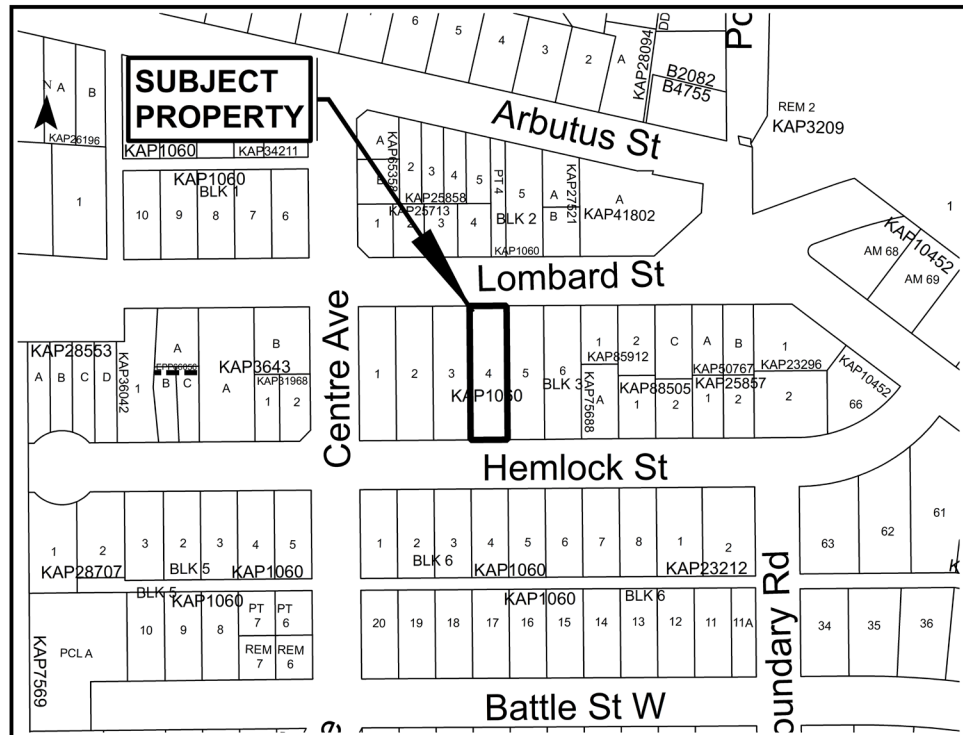 6
5
4
3
2
A
KAP28094
DD
B2082
B4755
SUBJECT
PROPERTY
N
A
B
KAP26196
KAP1060
KAP34211
Arbutus St
REM 2
KAP3209
1
KAP1060
BLK 1
10
9
8
7
6
A
B
KAP65358
2
3
4
5
KAP25858
KAP25713
1
2
3
4
PT 4
5
BLK 2
KAP1060
A
B
KAP27521
A
KAP41802
1
KAP10452
AM 68
AM 69
Lombard St
Centre Ave
KAP28553
A
B
C
D
KAP36042
1
A
B
C
KAP3643
A
B
KAP31968
1
2
1
2
3
4
KAP1060
5
6
BLK 3
1
2
KAP85912
KAP75688
A
1
KAP88505
C
2
A
B
KAP50767
KAP25857
1
2
1
KAP23296
2
KAP10452
66
Hemlock St
1
2
KAP28707
3
2
3
4
5
BLK 5
KAP1060
1
2
3
BLK 6
4
5
6
7
8
KAP1060
1
2
KAP23212
Boundary Rd
63
62
61
BLK 5
KAP1060
KAP7569
PCL A
10
9
8
PT
7
PT
6
REM
7
REM
6
KAP1060
BLK 6
20
19
18
17
16
15
14
13
12
11
11A
34
35
36
Battle St W